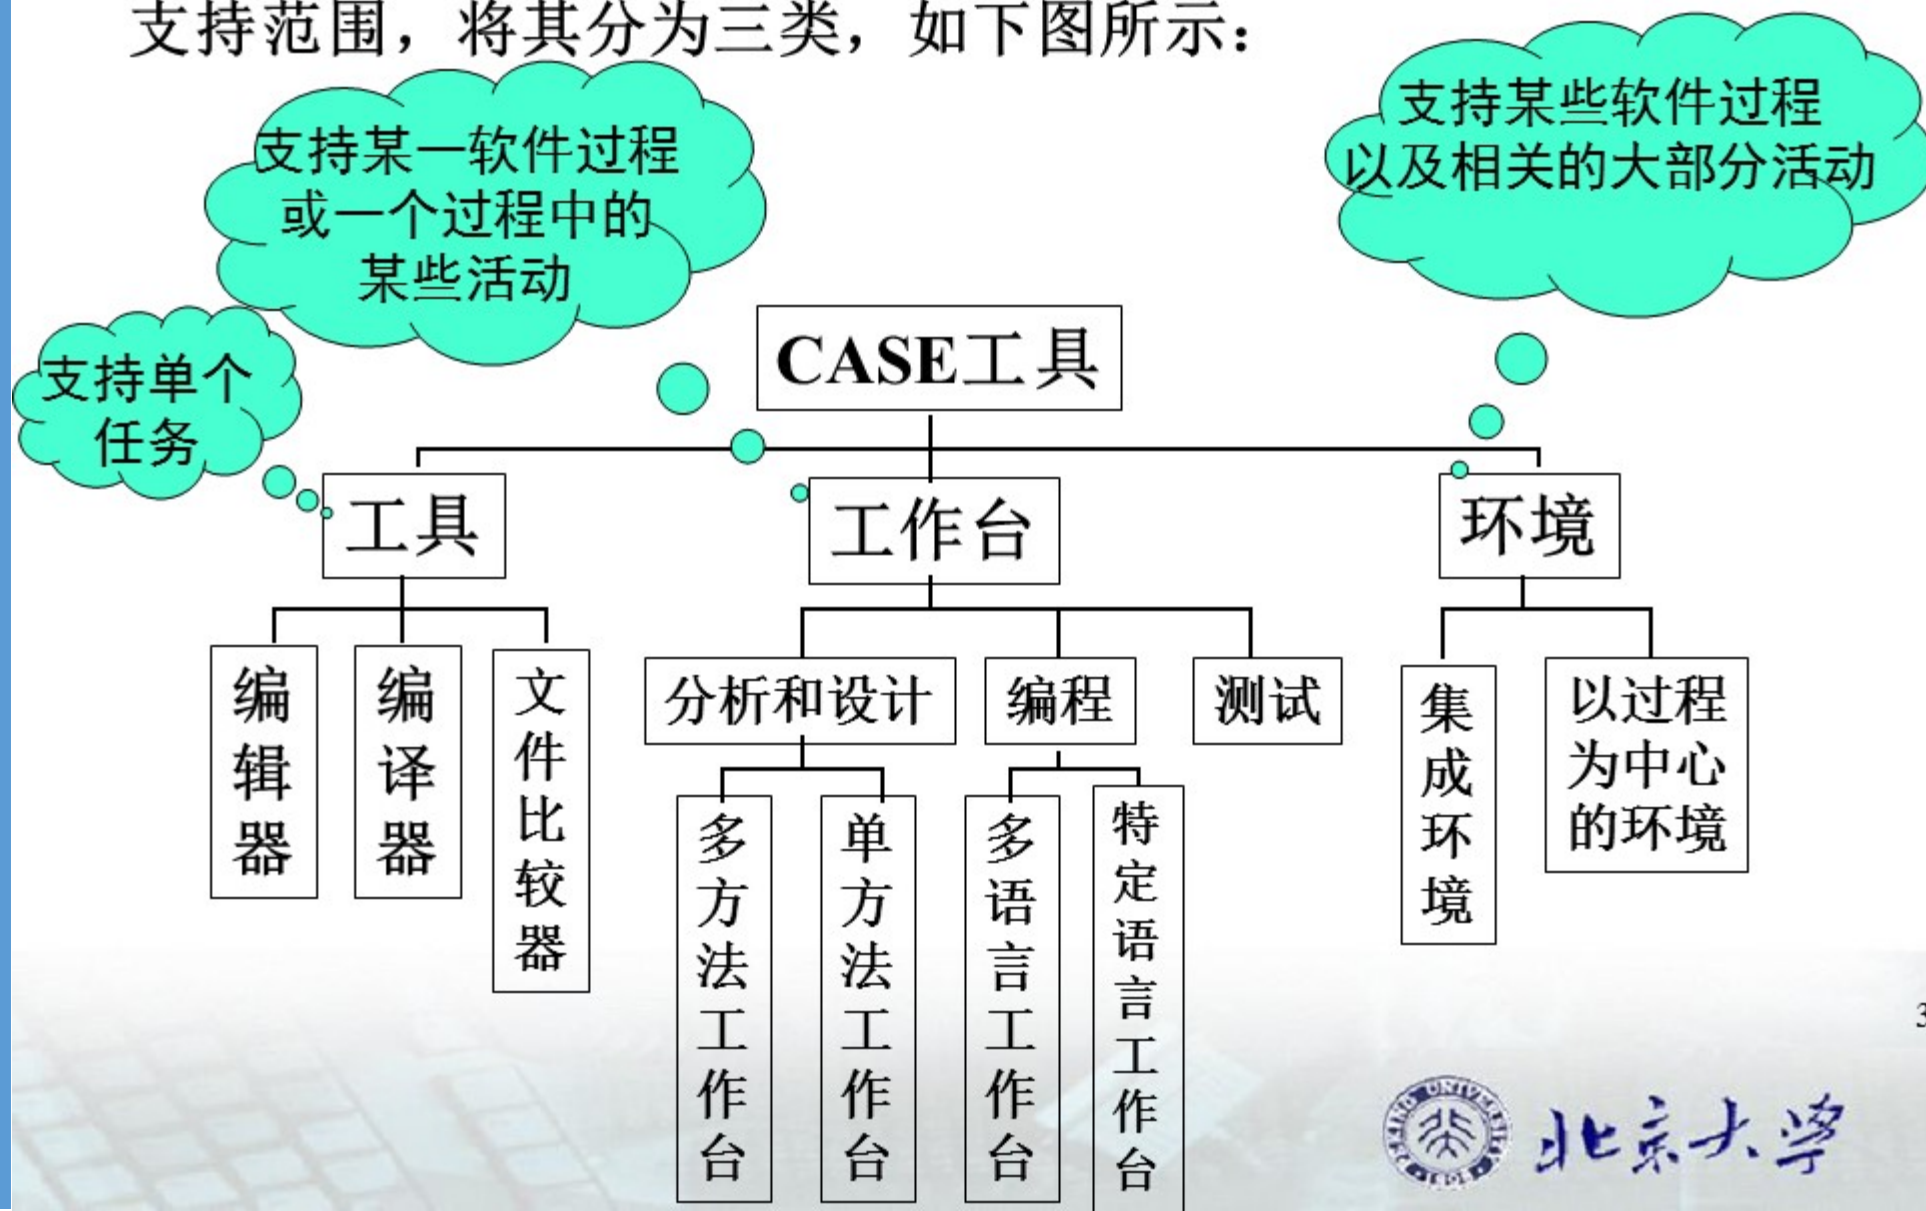 支持范围，将其分为三类，如下图所示：
支持某一软件过程
或一个过程中的
某些活动
支持某些软件过程
以及相关的大部分活动
支持单个
任务
CASE工具
工具
工作台
环境
编辑器
编译器
文件比较器
分析和设计
编程
测试
集成环境
以过程
为中心
的环境
多方法工作台
单方法工作台
多语言工作台
特定语言工作台
3
北京大学